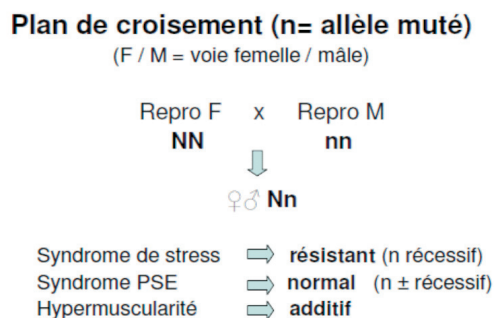 Plan de croisement (n= allèle muté)
(F / M = voie femelle / mâle)
Repro F x Repro M
NN nn
♀♂ Nn
Syndrome de stress ⇨ résistant (n récessif)
Syndrome PSE ⇨ normal (n ± récessif)
Hypermuscularité ⇨ additif